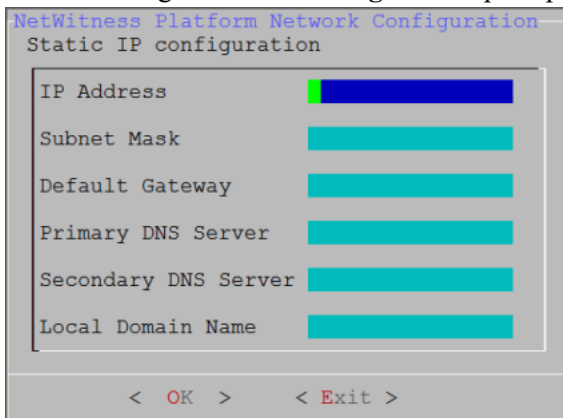 NetWitness Platform Network Configuration
Static IP configuration
IP Address
Subnet Mask
Default Gateway
Primary DNS Server
Secondary DNS Server
Local Domain Name
< OK > < Exit >